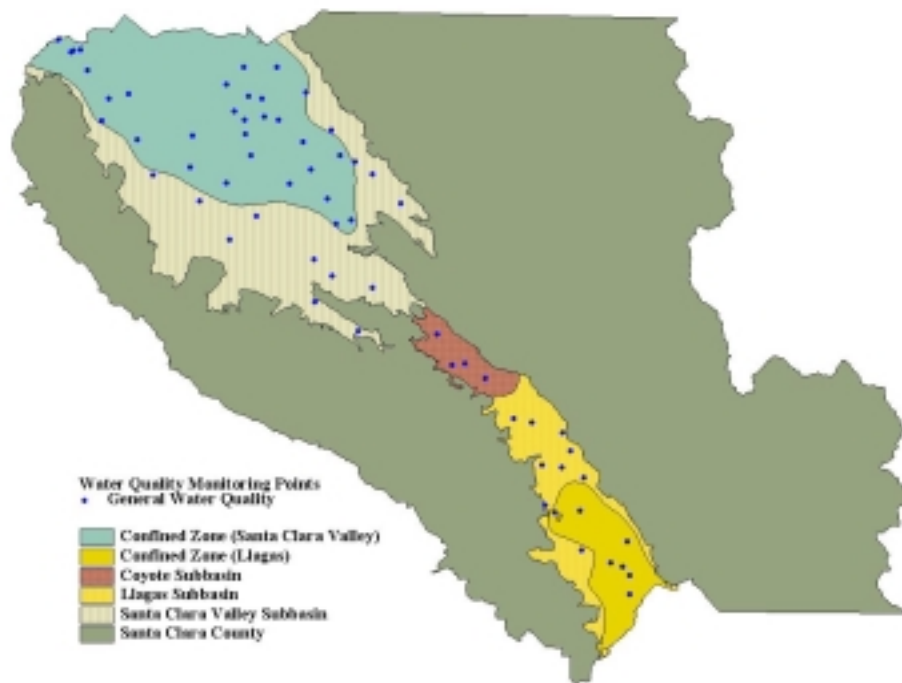 Water Quality Monitoring Points
General Water Quality
Confined Zone (Santa Clara Valley)
Confined Zone (Llagas)
Coyote Subbasin
Llagas Subbasin
Santa Clara Valley Subbasin
Santa Clara County